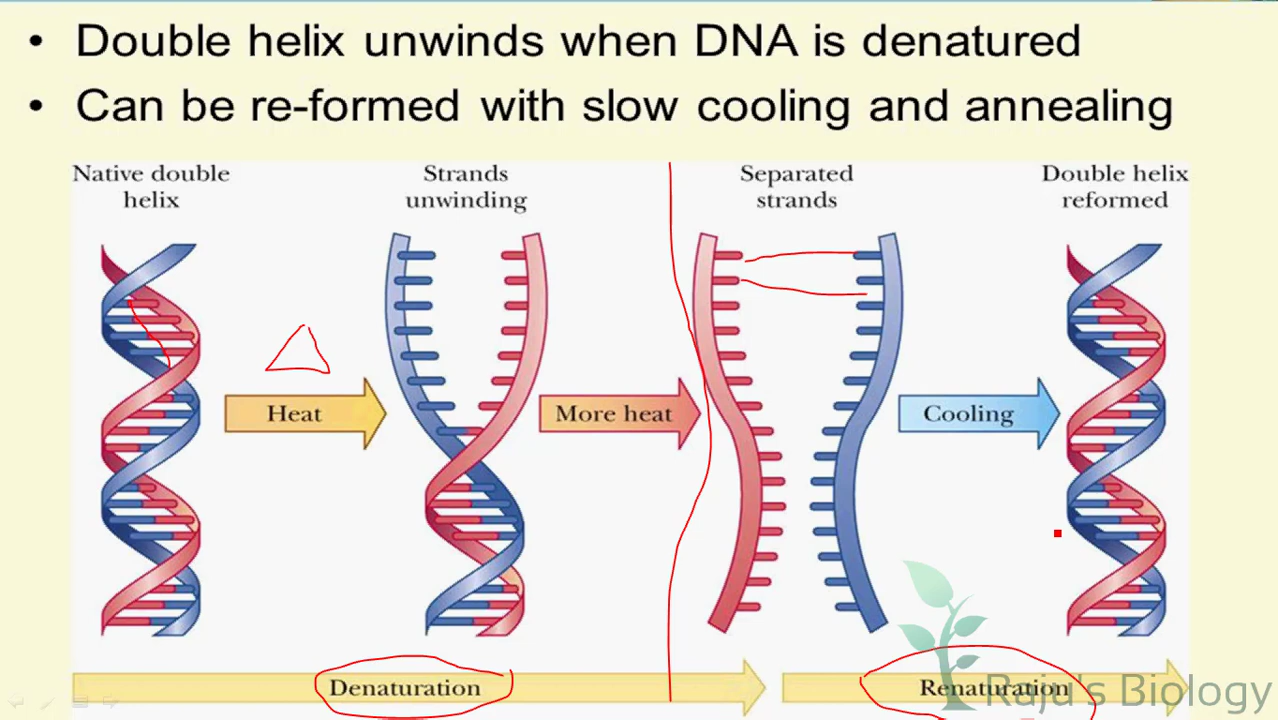 • Double helix unwinds when DNA is denatured
• Can be re-formed with slow cooling and annealing
Native double
helix
Strands
unwinding
Separated
strands
Double helix
reformed
Heat
More heat
Cooling
Denaturation
Renaturation
Raju's Biology